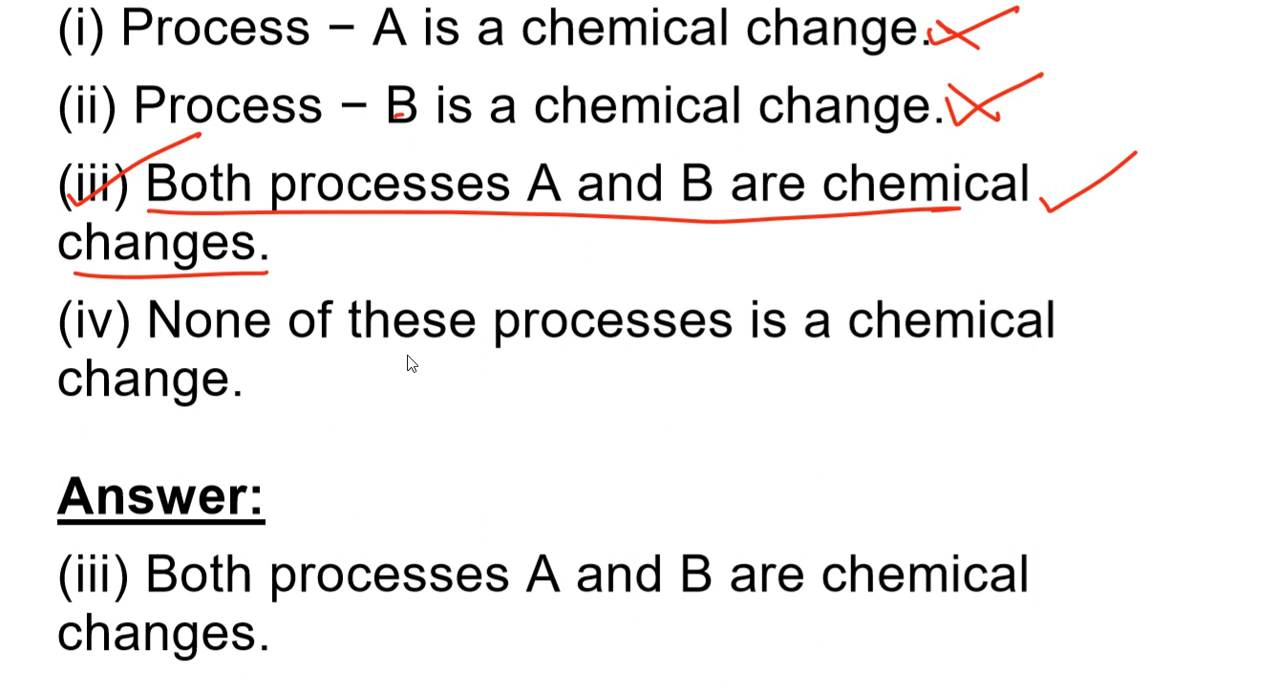 (i) Process – A is a chemical change.
(ii) Process – B is a chemical change.
(iii) Both processes A and B are chemical
changes.
(iv) None of these processes is a chemical
change.
Answer:
(iii) Both processes A and B are chemical
changes.